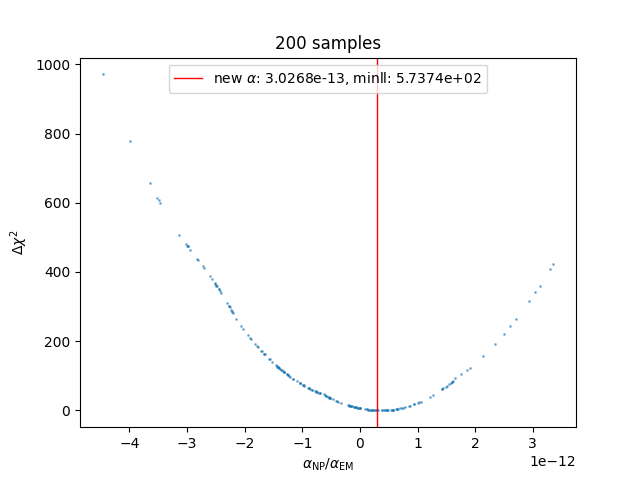 200 samples
new α: 3.0268e-13, minll: 5.7374e+02
1000
800
600
400
200
0
Δχ²
−4 −3 −2 −1 0 1 2 3
1e−12
α_NP/α_EM